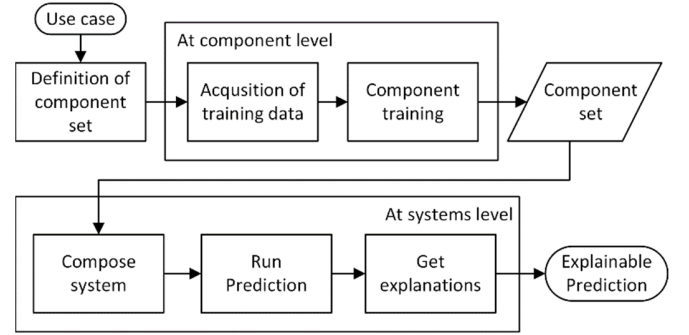 Use case
At component level
Definition of
component
set
Acqusition of
training data
Component
training
Component
set
At systems level
Compose
system
Run
Prediction
Get
explanations
Explainable
Prediction